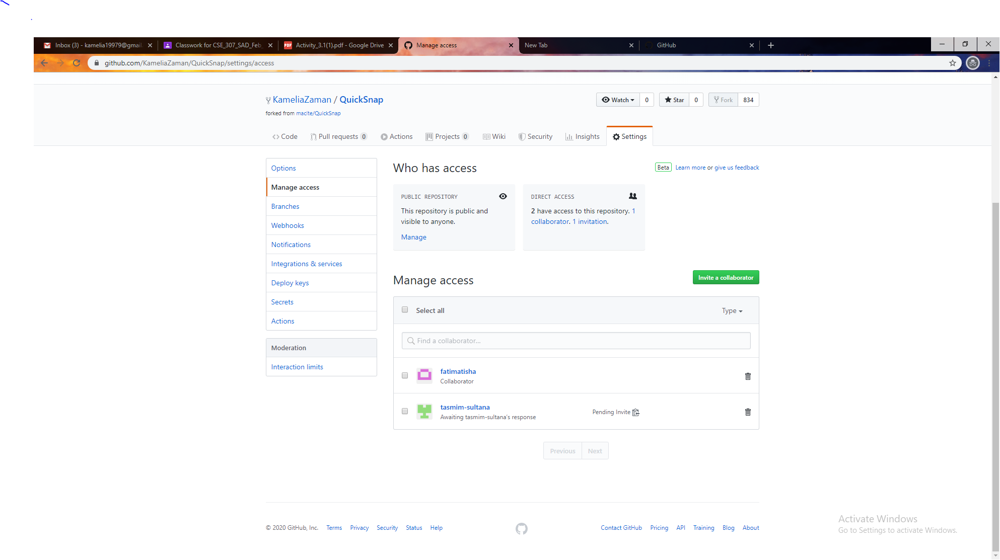 Inbox (3) - kamelia19979@gmail. Classwork for CSE_307_SAD_Feb_ PDF Activity_3.1(1).pdf - Google Drive Manage access New Tab GitHub
github.com/KameliaZaman/QuickSnap/settings/access
KameliaZaman / QuickSnap Watch 0 Star 0 Fork 834
forked from macite/QuickSnap
Code Pull requests 0 Actions Projects 0 Wiki Security Insights Settings
Options
Manage access
Branches
Webhooks
Notifications
Integrations & services
Deploy keys
Secrets
Actions
Moderation
Interaction limits
Who has access Beta Learn more or give us feedback
PUBLIC REPOSITORY
This repository is public and
visible to anyone.
Manage
DIRECT ACCESS
2 have access to this repository. 1
collaborator. 1 invitation.
Manage access Invite a collaborator
Select all Type
Find a collaborator...
fatimatisha
Collaborator
tasmim-sultana
Awaiting tasmim-sultana's response Pending Invite
Previous Next
© 2020 GitHub, Inc. Terms Privacy Security Status Help Contact GitHub Pricing API Training Blog About
Activate Windows
Go to Settings to activate Windows.